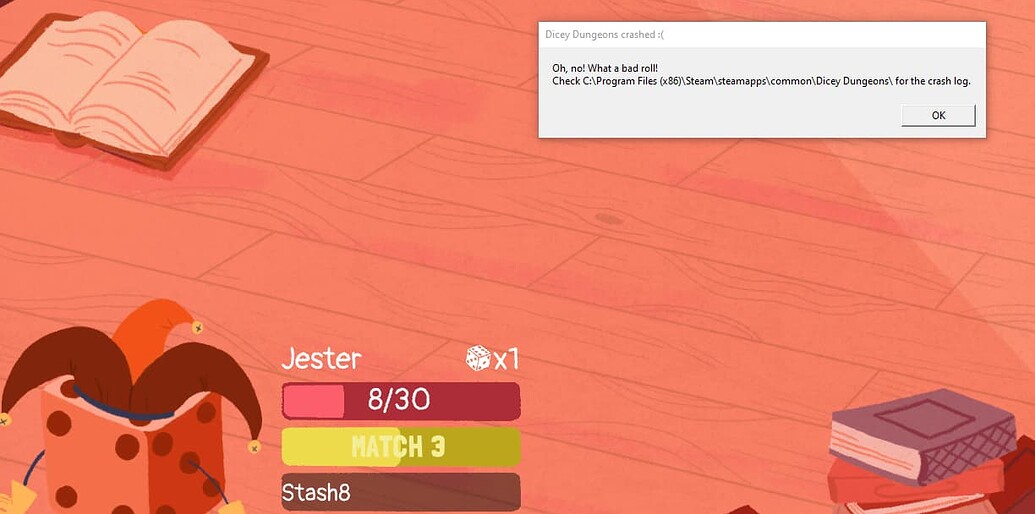 Dicey Dungeons crashed :(
Oh, no! What a bad roll!
Check C:\Program Files (x86)\Steam\steamapps\common\Dicey Dungeons\ for the crash log.
OK
Jester x1
8/30
MATCH 3
Stash8